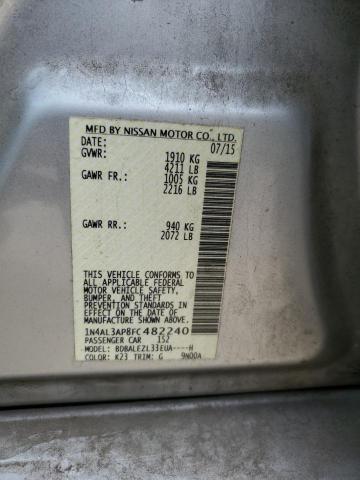 MFD BY NISSAN MOTOR CO., LTD.
DATE: 07/15
GVWR: 1910 KG
4211 LB
GAWR FR.: 1005 KG
2216 LB
GAWR RR.: 940 KG
2072 LB
THIS VEHICLE CONFORMS TO
ALL APPLICABLE FEDERAL
MOTOR VEHICLE SAFETY,
BUMPER, AND THEFT
PREVENTION STANDARDS
IN EFFECT ON THE DATE OF
MANUFACTURE SHOWN ABOVE.
1N4AL3AP8FC482240
PASSENGER CAR 152
MODEL: BDBALEZL33EUA----H
COLOR: K23 TRIM: G 9N00A